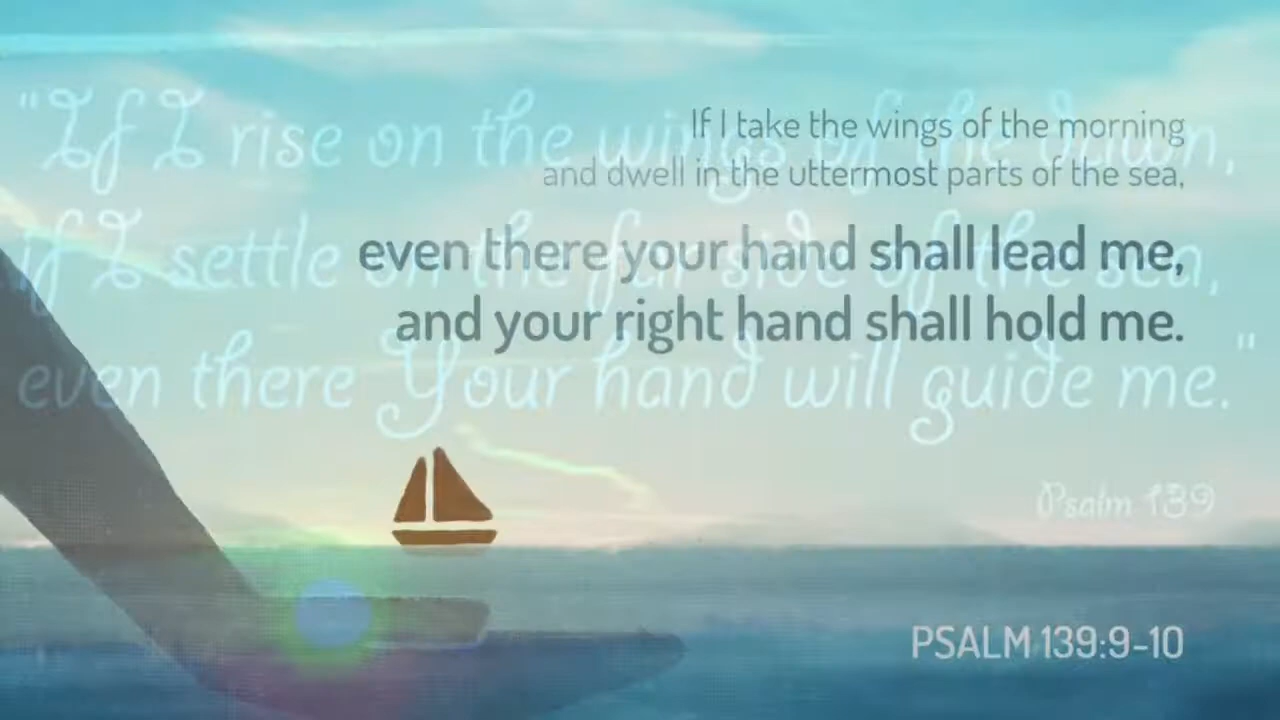 "If I rise on the wings of the dawn,
if I settle on the far side of the sea,
even there Your hand will guide me."
Psalm 139
If I take the wings of the morning
and dwell in the uttermost parts of the sea,
even there your hand shall lead me,
and your right hand shall hold me.
PSALM 139:9-10